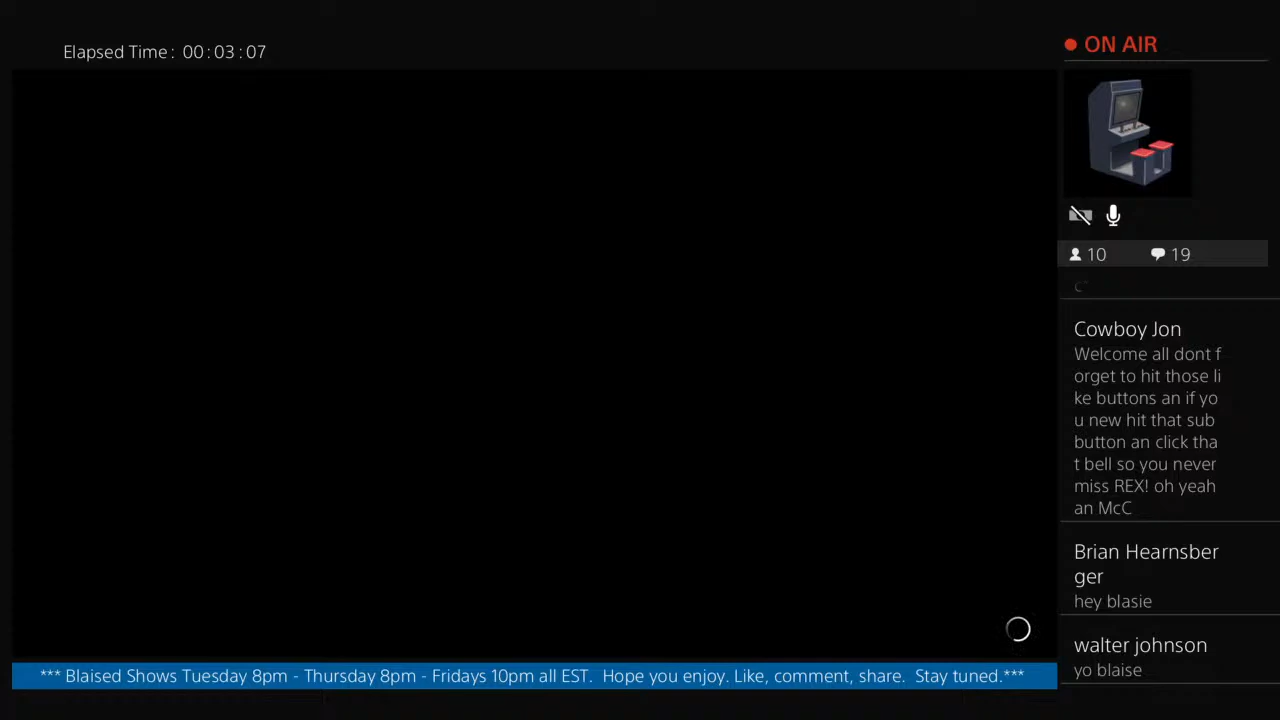 Elapsed Time: 00:03:07
ON AIR
10 19
Cowboy Jon
Welcome all dont f
orget to hit those li
ke buttons an if yo
u new hit that sub
button an click tha
t bell so you never
miss REX! oh yeah
an McC
Brian Hearnsber
ger
hey blasie
walter johnson
yo blaise
*** Blaised Shows Tuesday 8pm - Thursday 8pm - Fridays 10pm all EST. Hope you enjoy. Like, comment, share. Stay tuned.***